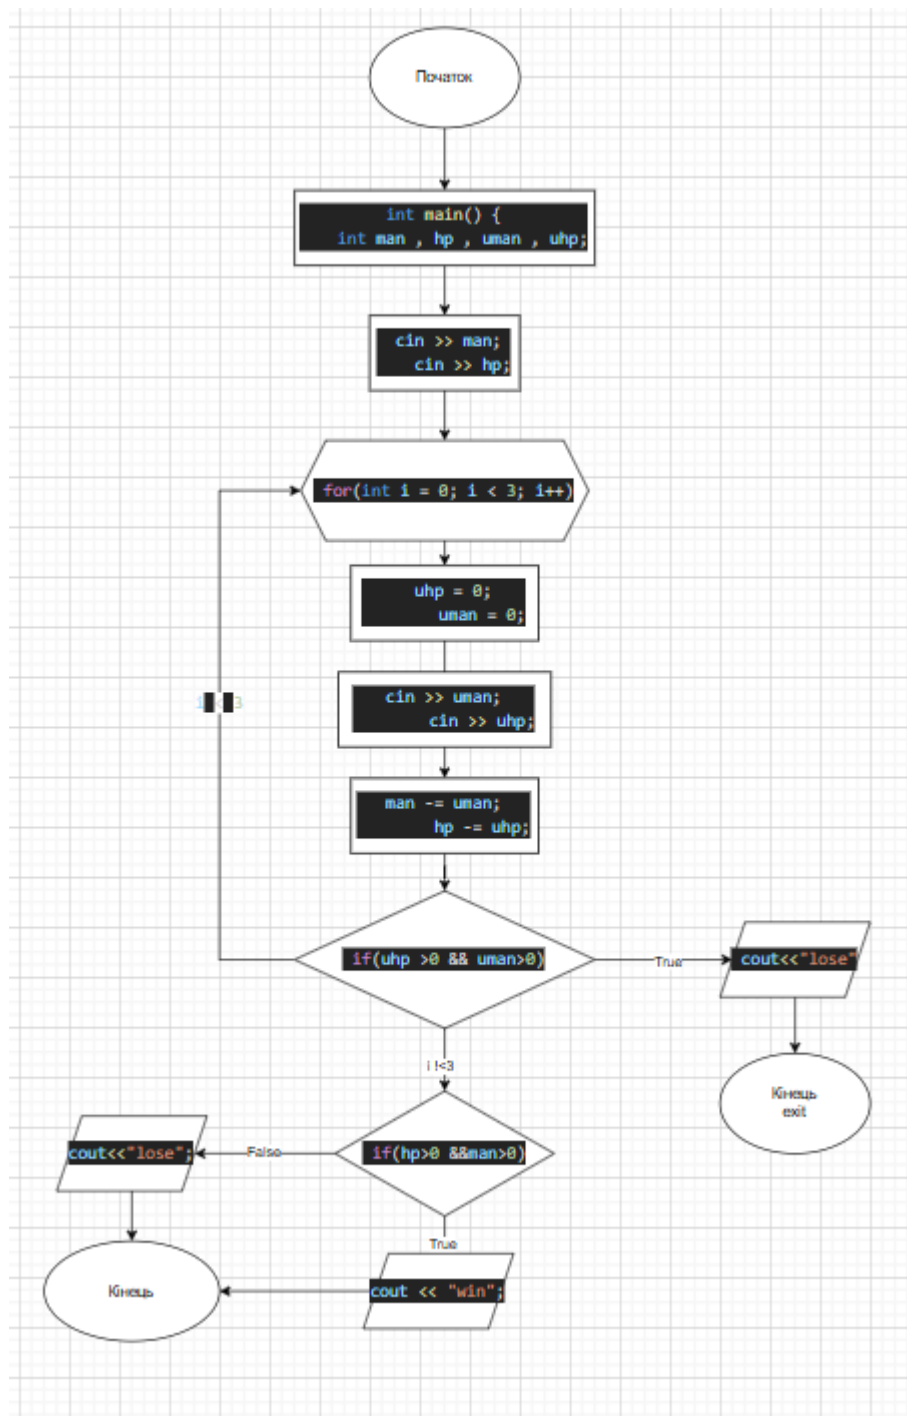 Початок
int main() {
int man , hp , uman , uhp;
cin >> man;
cin >> hp;
for(int i = 0; i < 3; i++)
uhp = 0;
uman = 0;
cin >> uman;
cin >> uhp;
i < 3
man -= uman;
hp -= uhp;
if(uhp >0 && uman>0)
True
cout<<"lose"
i !<3
Кінець
exit
if(hp>0 &&man>0)
False
cout<<"lose";
True
cout << "win";
Кінець